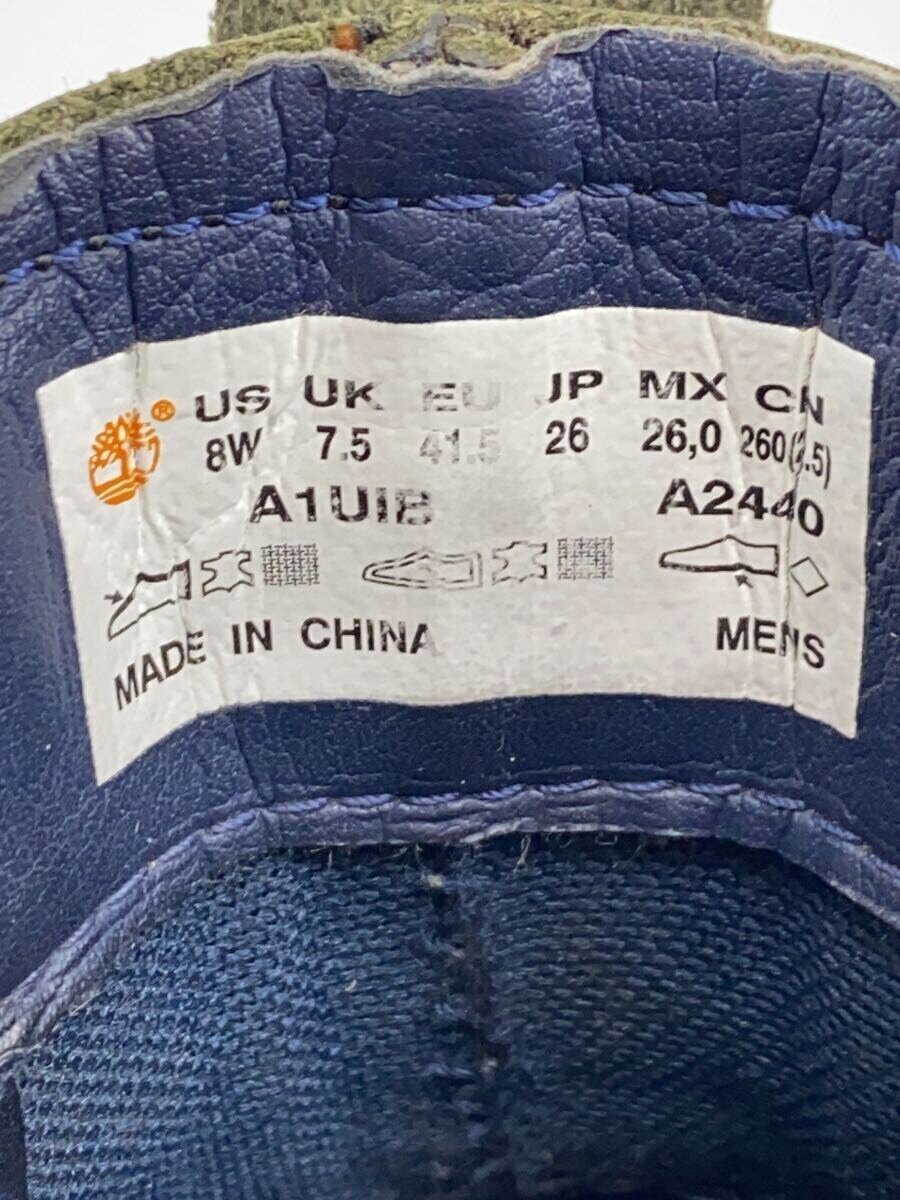 ® US UK EU JP MX CN
8W 7.5 41.5 26 26,0 260(2.5)
A1UIB A2440
MADE IN CHINA MENS